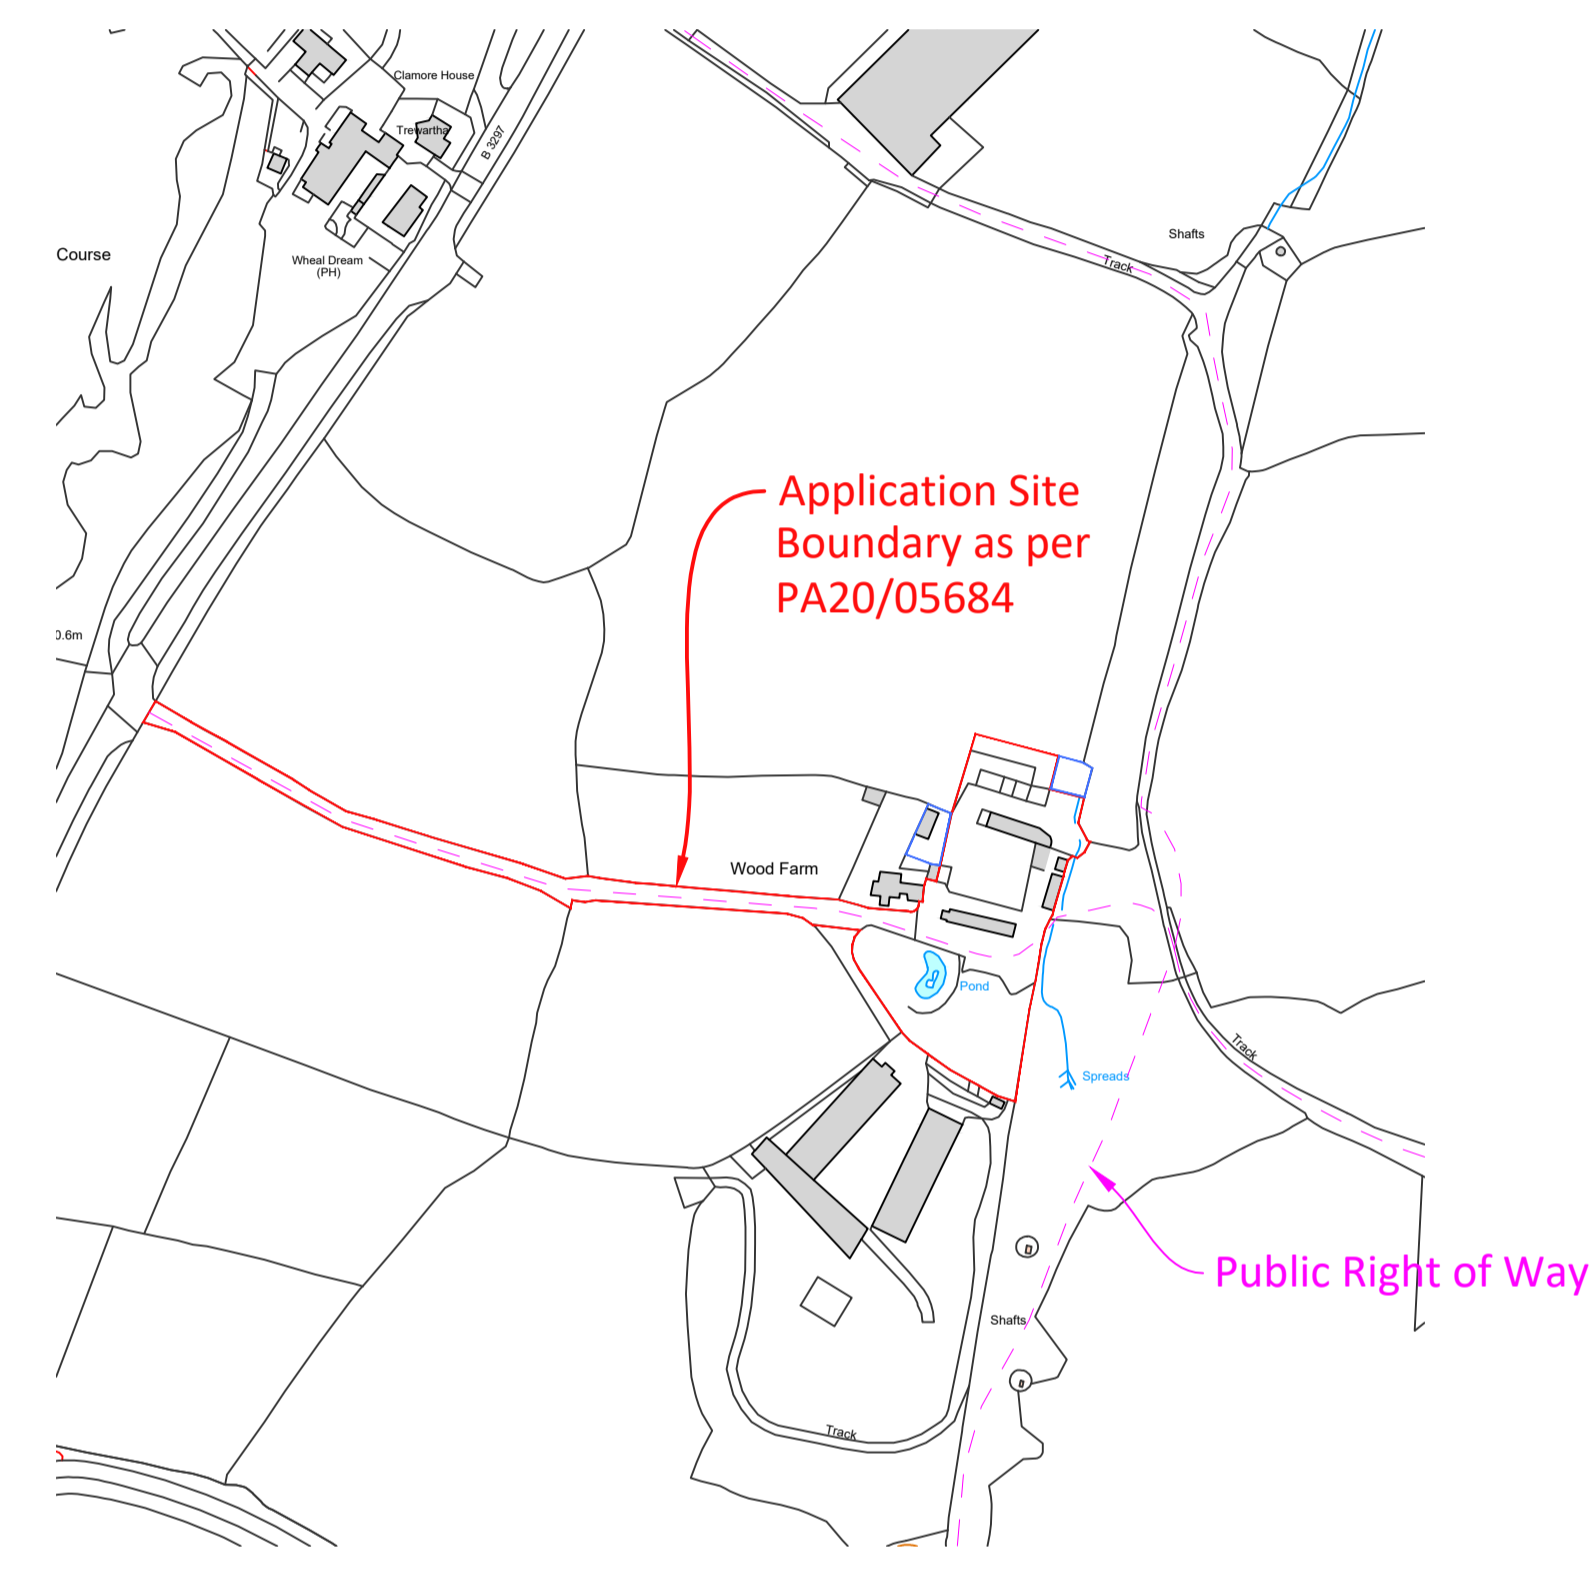 Clamore House
Trewartha
B 3297
Course
Wheal Dream
(PH)
Shafts
Track
Application Site
Boundary as per
PA20/05684
0.6m
Wood Farm
Pond
Track
Spreads
Public Right of Way
Shafts
Track